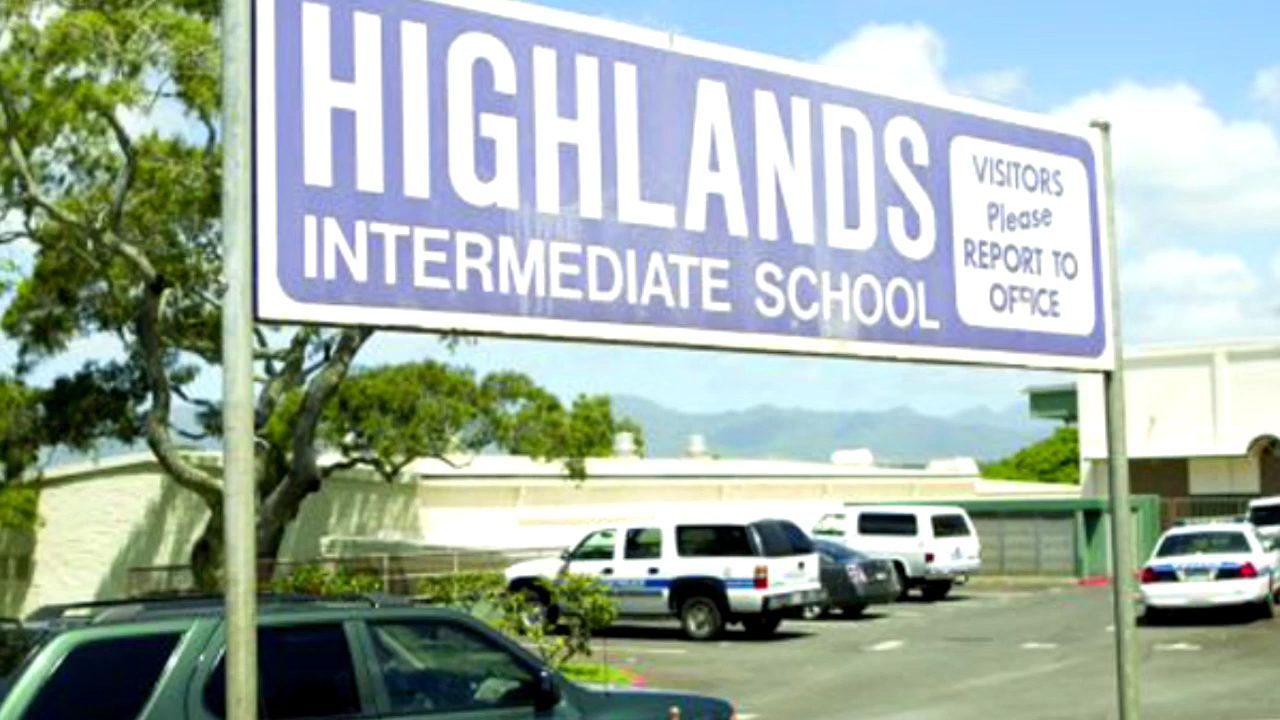 HIGHLANDS
INTERMEDIATE SCHOOL
VISITORS
Please
REPORT TO
OFFICE